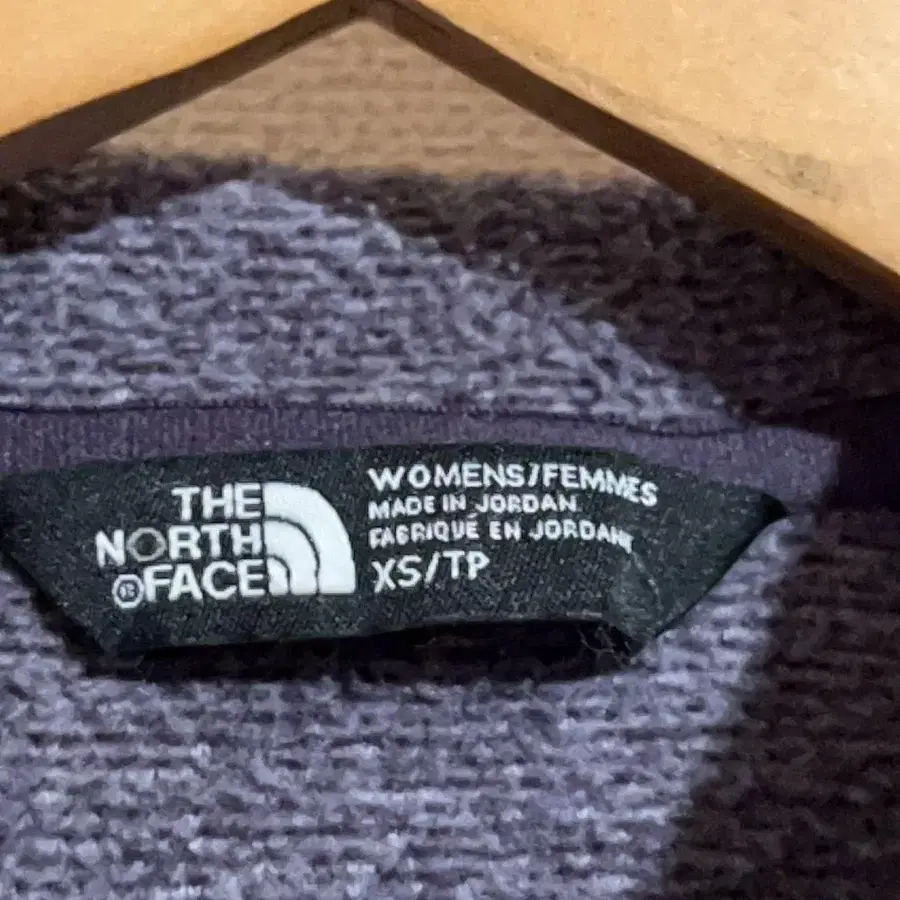 THE
NORTH
®FACE
WOMENS/FEMMES
MADE IN JORDAN
FABRIQUÉ EN JORDANIE
XS/TP